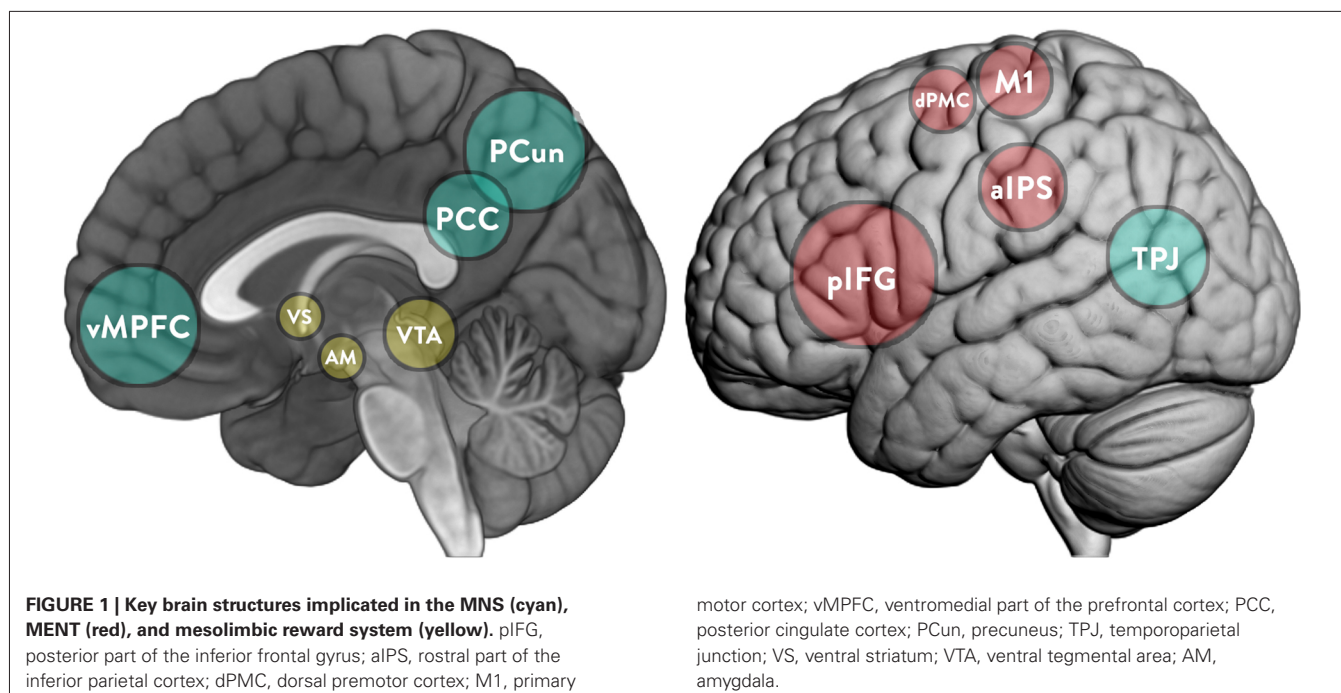 PCun
PCC
vMPFC
VS
AM
VTA
dPMC
M1
aIPS
pIFG
TPJ
FIGURE 1 | Key brain structures implicated in the MNS (cyan),
MENT (red), and mesolimbic reward system (yellow). pIFG,
posterior part of the inferior frontal gyrus; aIPS, rostral part of the
inferior parietal cortex; dPMC, dorsal premotor cortex; M1, primary
motor cortex; vMPFC, ventromedial part of the prefrontal cortex; PCC,
posterior cingulate cortex; PCun, precuneus; TPJ, temporoparietal
junction; VS, ventral striatum; VTA, ventral tegmental area; AM,
amygdala.